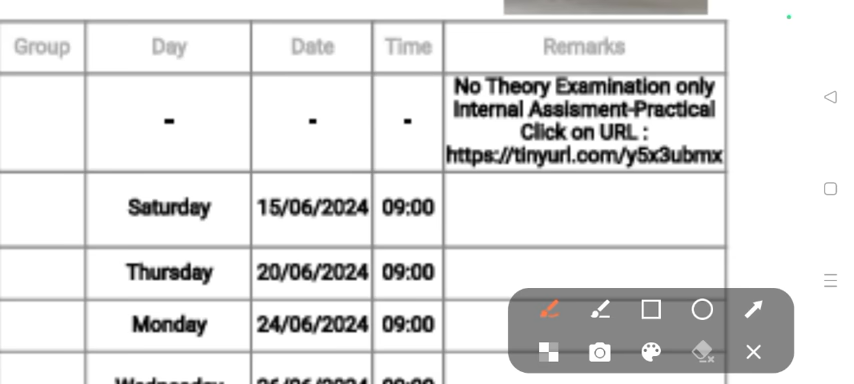 Group Day Date Time Remarks
No Theory Examination only
Internal Assisment-Practical
Click on URL :
https://tinyurl.com/y5x3ubmx
- - -
Saturday 15/06/2024 09:00
Thursday 20/06/2024 09:00
Monday 24/06/2024 09:00